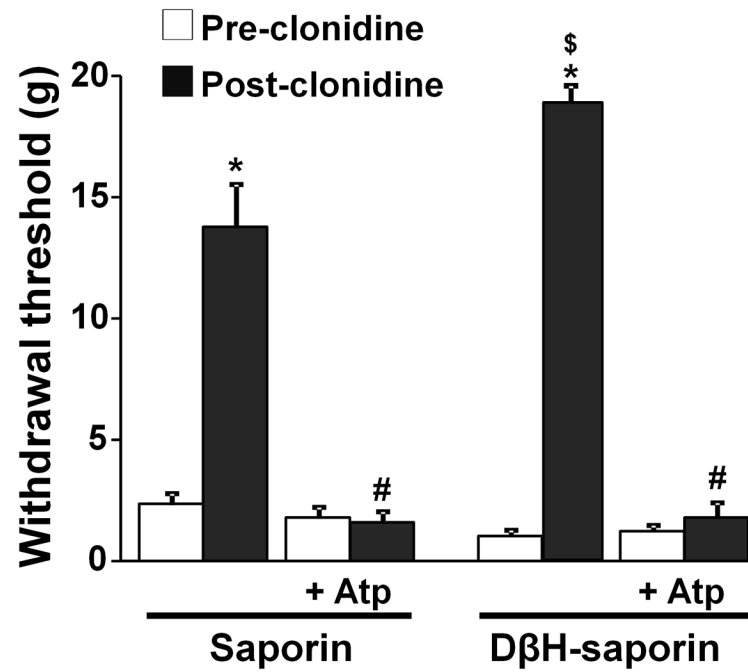 Pre-clonidine
Post-clonidine
Withdrawal threshold (g)
20
15
10
5
0
*
$
*
#
#
+ Atp
+ Atp
Saporin
DβH-saporin